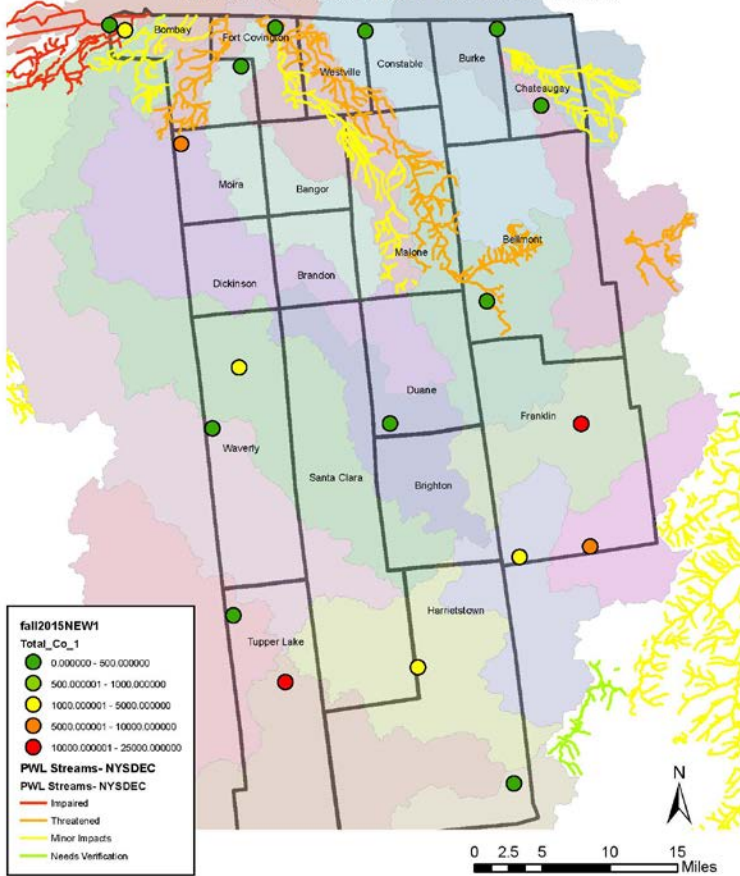 Bombay
Fort Covington
Westville
Constable
Burke
Chateaugay
Moira
Bangor
Malone
Bellmont
Dickinson
Brandon
Duane
Franklin
Waverly
Santa Clara
Brighton
Harrietstown
Tupper Lake
fall2015NEW1
Total_Co_1
0.000000 - 500.000000
500.000001 - 1000.000000
1000.000001 - 5000.000000
5000.000001 - 10000.000000
10000.000001 - 25000.000000
PWL Streams- NYSDEC
PWL Streams- NYSDEC
Impaired
Threatened
Minor Impacts
Needs Verification
N
0 2.5 5 10 15
Miles